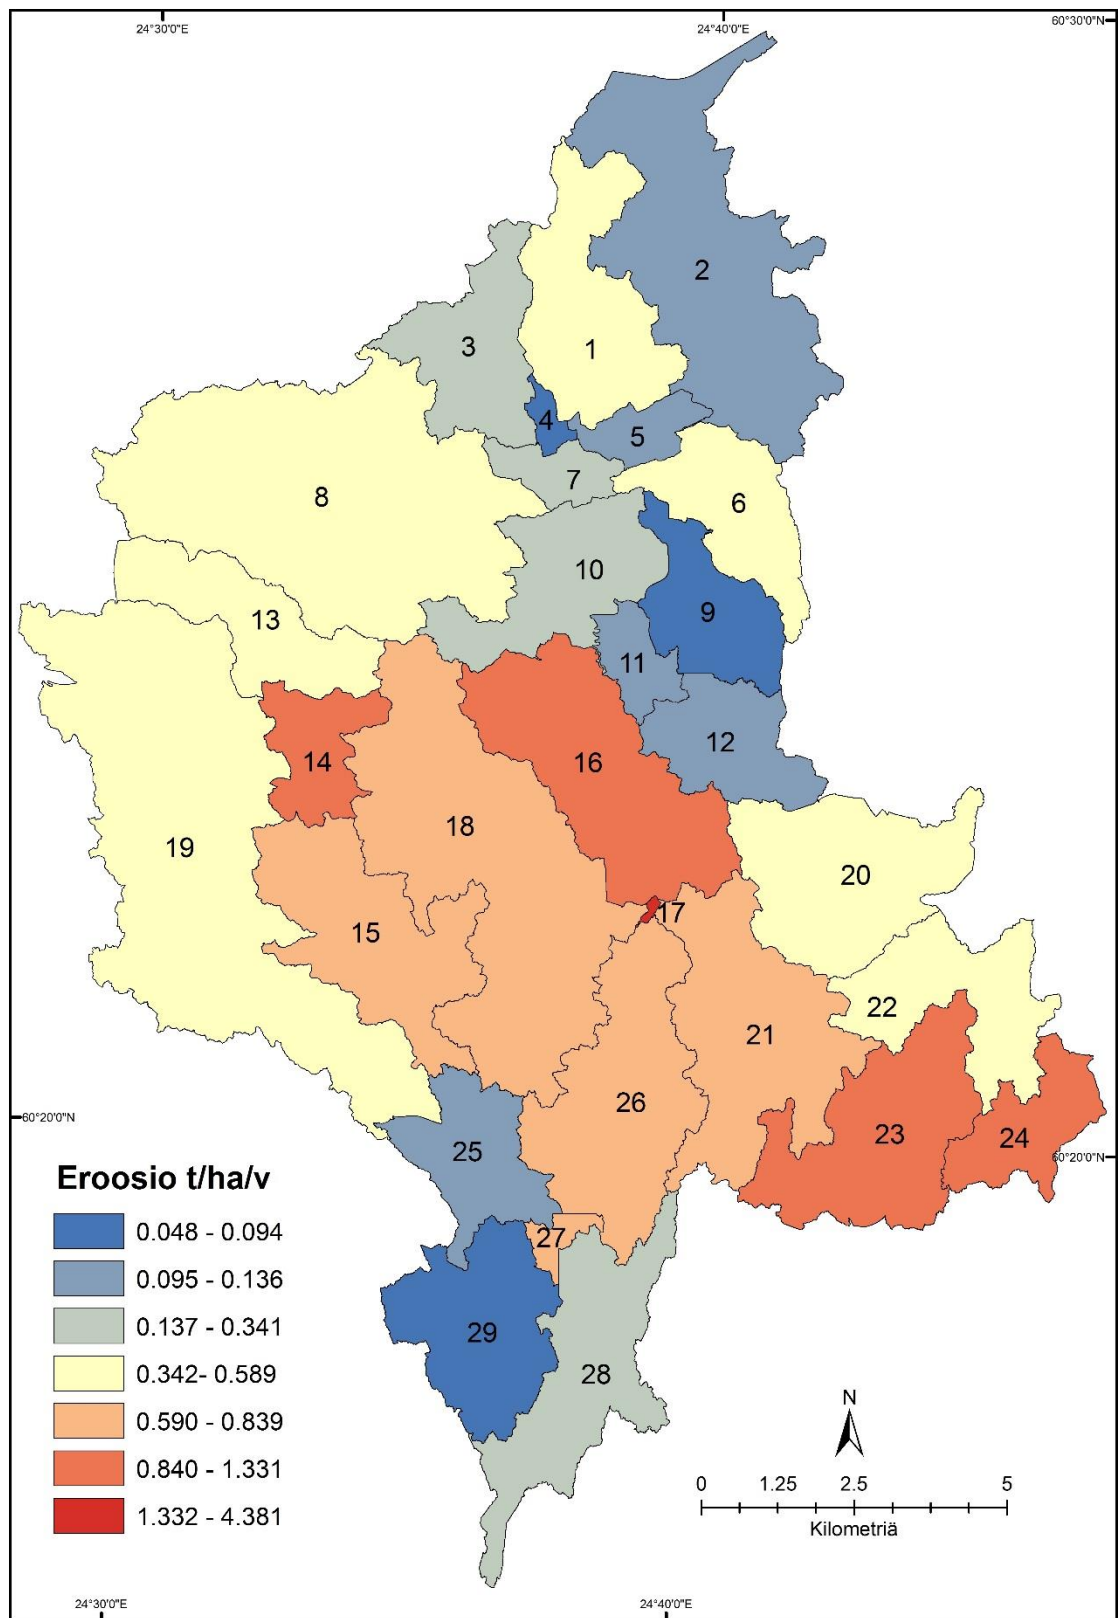 24°30'0"E
24°40'0"E
60°30'0"N
2
3
1
4
5
8
7
6
10
9
13
11
12
14
16
18
19
20
17
15
22
21
26
60°20'0"N
23
24
25
60°20'0"N
Eroosio t/ha/v
0.048 - 0.094
0.095 - 0.136
0.137 - 0.341
0.342- 0.589
0.590 - 0.839
0.840 - 1.331
1.332 - 4.381
27
29
28
N
0 1.25 2.5 5
Kilometriä
24°30'0"E
24°40'0"E